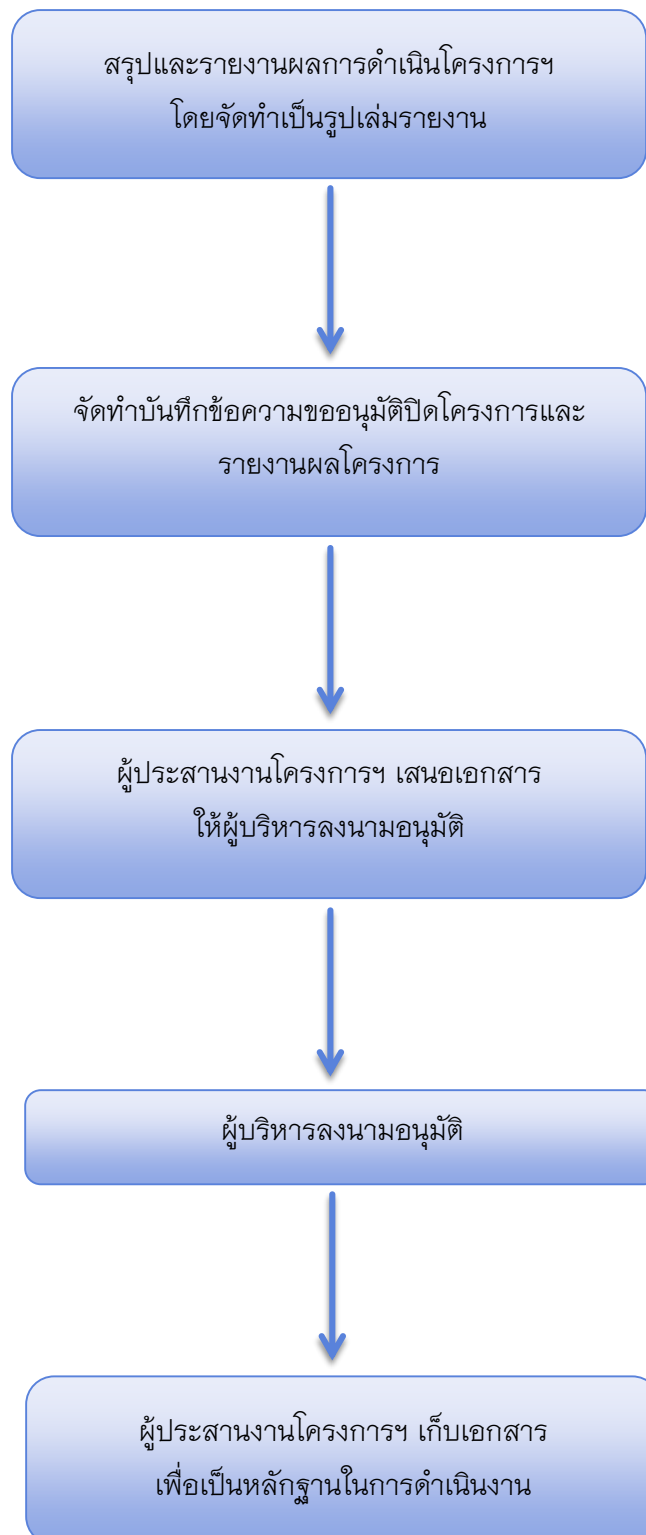 สรุปและรายงานผลการดำเนินโครงการฯ
โดยจัดทำเป็นรูปเล่มรายงาน
จัดทำบันทึกข้อความขออนุมัติปิดโครงการและ
รายงานผลโครงการ
ผู้ประสานงานโครงการฯ เสนอเอกสาร
ให้ผู้บริหารลงนามอนุมัติ
ผู้บริหารลงนามอนุมัติ
ผู้ประสานงานโครงการฯ เก็บเอกสาร
เพื่อเป็นหลักฐานในการดำเนินงาน